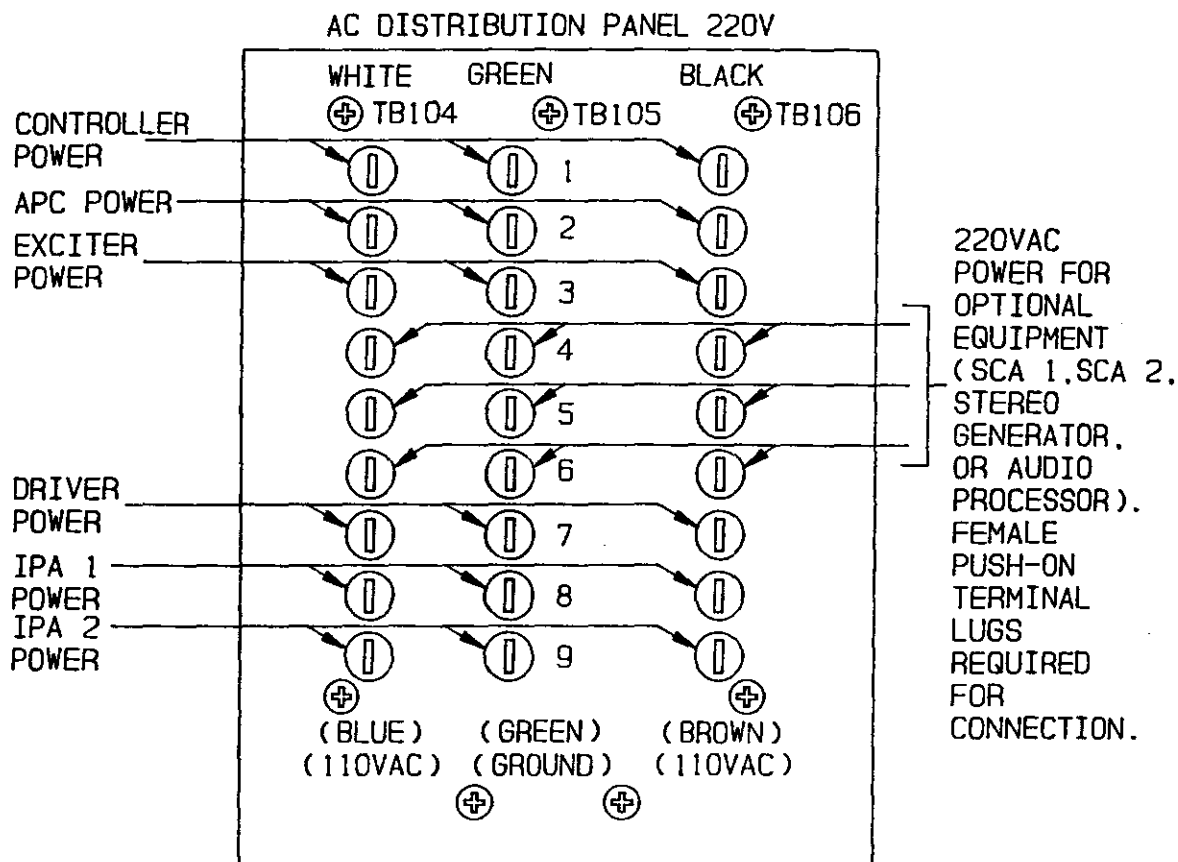 AC DISTRIBUTION PANEL 220V
WHITE GREEN BLACK
TB104 TB105 TB106
CONTROLLER
POWER
APC POWER
EXCITER
POWER
DRIVER
POWER
IPA 1
POWER
IPA 2
POWER
1
2
3
4
5
6
7
8
9
(BLUE) (GREEN) (BROWN)
(110VAC) (GROUND) (110VAC)
220VAC
POWER FOR
OPTIONAL
EQUIPMENT
(SCA 1,SCA 2,
STEREO
GENERATOR,
OR AUDIO
PROCESSOR).
FEMALE
PUSH-ON
TERMINAL
LUGS
REQUIRED
FOR
CONNECTION.